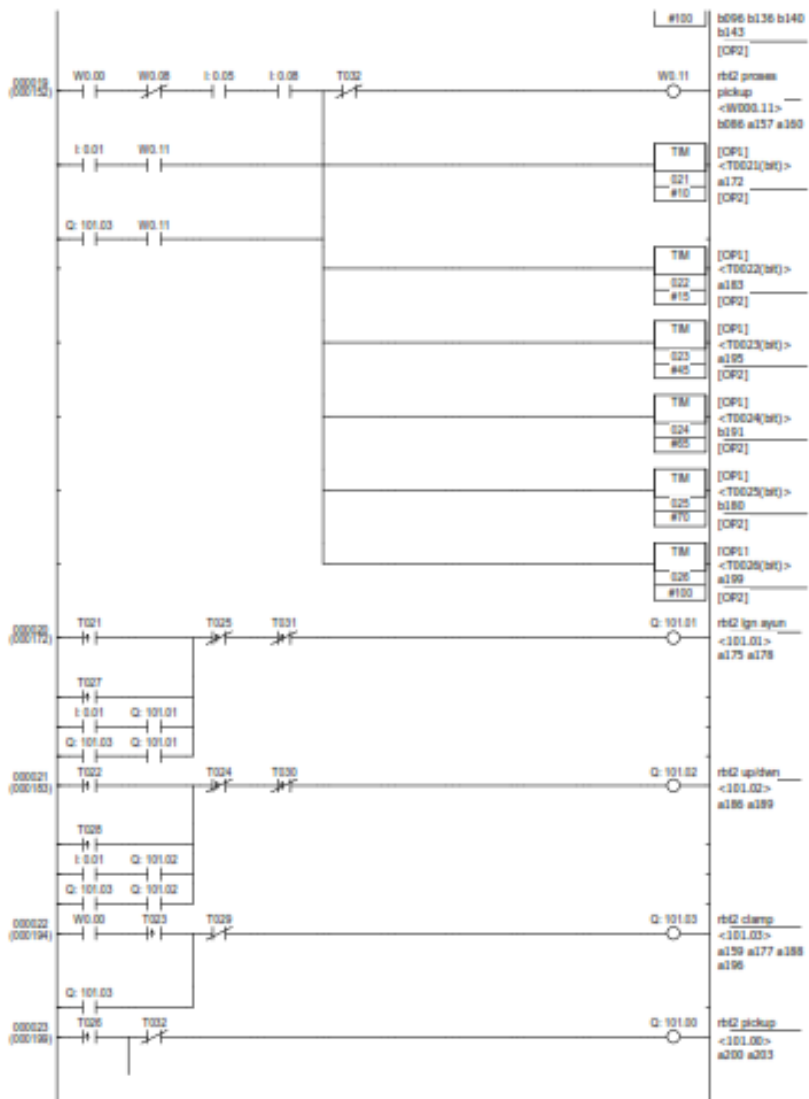 #100 b096 b136 b140
b143
[OP2]
000019 W0.00 W0.08 I: 0.05 I: 0.08 T032 W0.11 rbt2 proses
(000152) pickup
<W000.11>
b086 a157 a160
I: 0.01 W0.11 TIM [OP1]
<T0021(bit)>
021 a172
#10 [OP2]
Q: 101.03 W0.11
TIM [OP1]
<T0022(bit)>
022 a183
#15 [OP2]
TIM [OP1]
<T0023(bit)>
023 a195
#45 [OP2]
TIM [OP1]
<T0024(bit)>
024 b191
#65 [OP2]
TIM [OP1]
<T0025(bit)>
025 b180
#70 [OP2]
TIM [OP1]
<T0026(bit)>
026 a199
#100 [OP2]
000020 T021 T025 T031 Q: 101.01 rbt2 lgn ayun
(000172) <101.01>
a175 a178
T027
I: 0.01 Q: 101.01
Q: 101.03 Q: 101.01
000021 T022 T024 T030 Q: 101.02 rbt2 up/dwn
(000183) <101.02>
a186 a189
T028
I: 0.01 Q: 101.02
Q: 101.03 Q: 101.02
000022 W0.00 T023 T029 Q: 101.03 rbt2 clamp
(000194) <101.03>
a159 a177 a188
a196
Q: 101.03
000023 T026 T032 Q: 101.00 rbt2 pickup
(000199) <101.00>
a200 a203